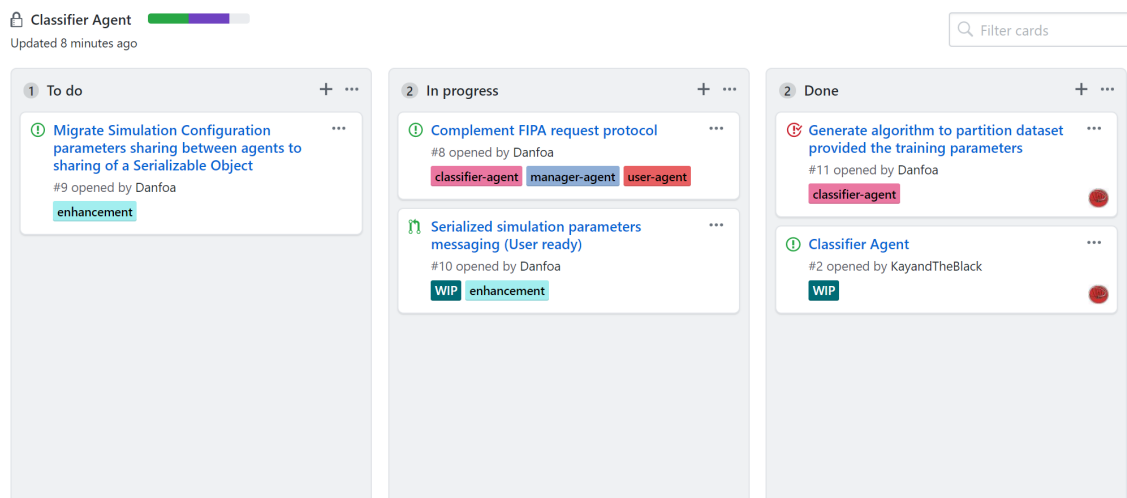 Classifier Agent
Updated 8 minutes ago
Filter cards
1 To do
Migrate Simulation Configuration
parameters sharing between agents to
sharing of a Serializable Object
#9 opened by Danfoa
enhancement
2 In progress
Complement FIPA request protocol
#8 opened by Danfoa
classifier-agent manager-agent user-agent
Serialized simulation parameters
messaging (User ready)
#10 opened by Danfoa
WIP enhancement
2 Done
Generate algorithm to partition dataset
provided the training parameters
#11 opened by Danfoa
classifier-agent
Classifier Agent
#2 opened by KayandTheBlack
WIP